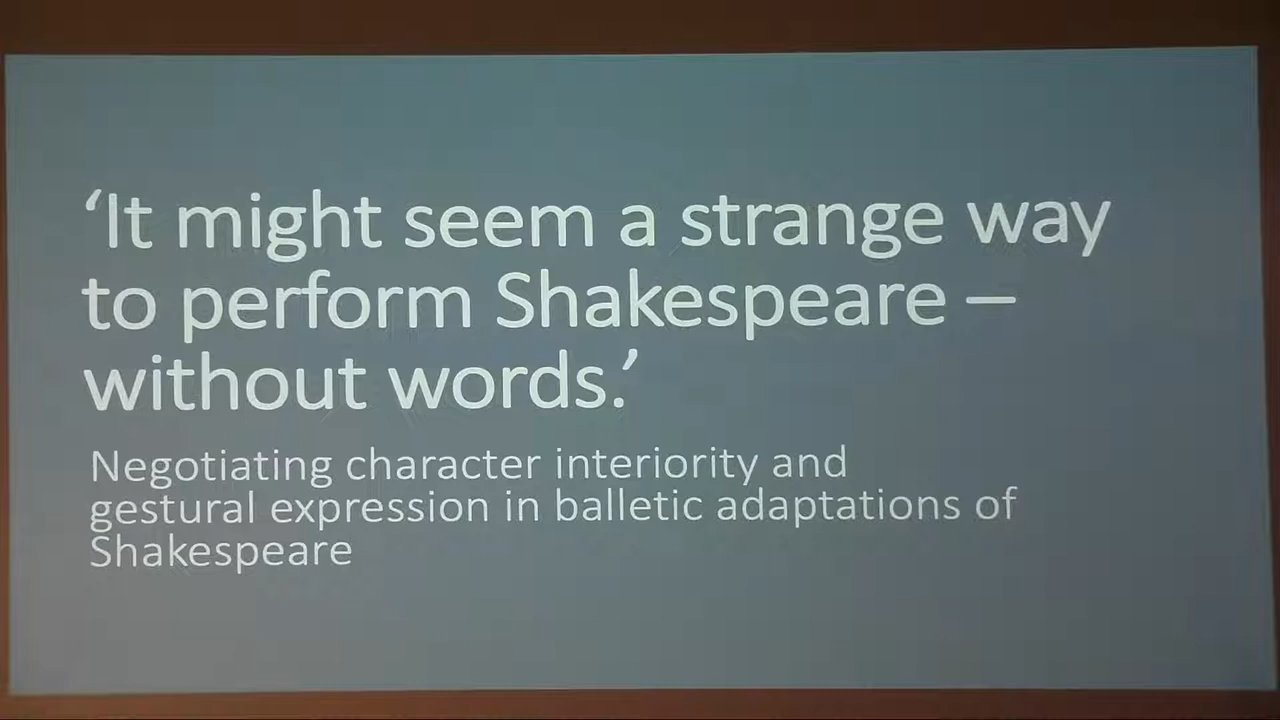 ‘It might seem a strange way
to perform Shakespeare –
without words.’
Negotiating character interiority and
gestural expression in balletic adaptations of
Shakespeare